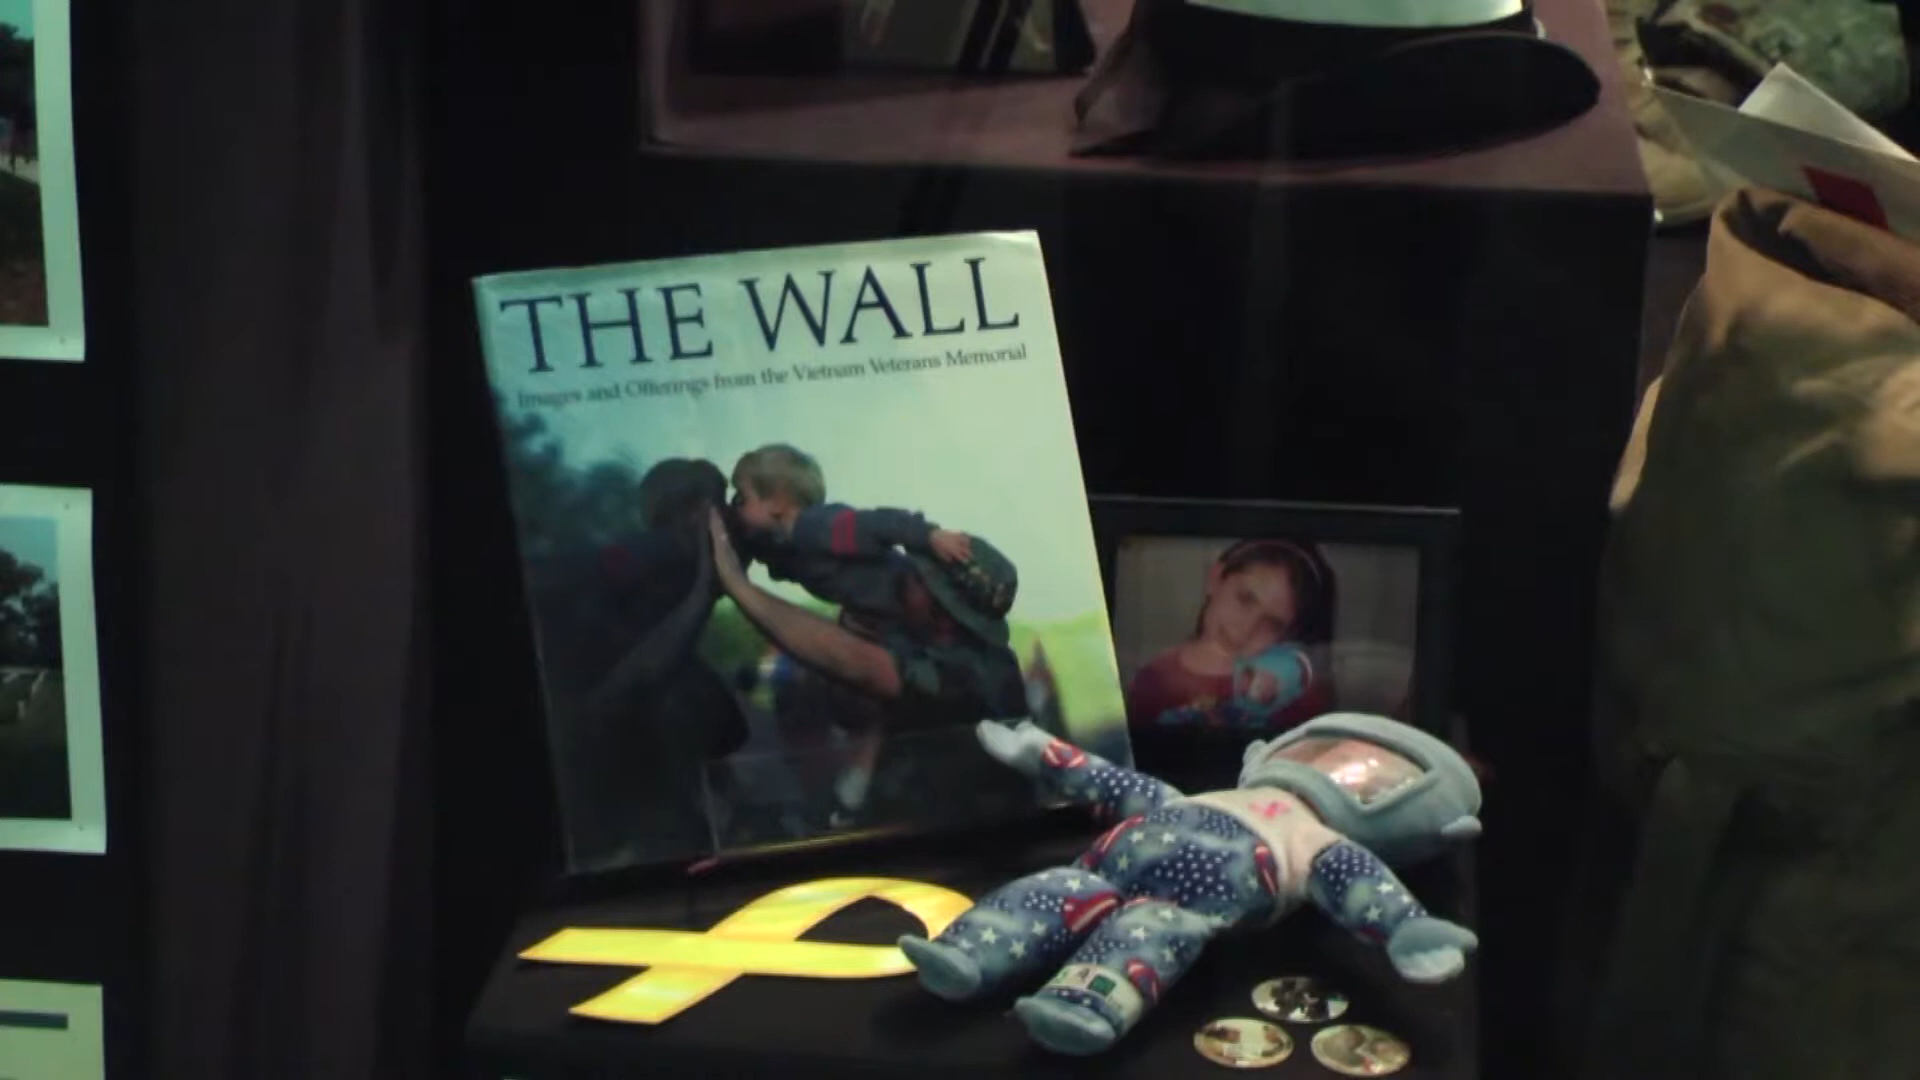 THE WALL
Images and Offerings from the Vietnam Veterans Memorial